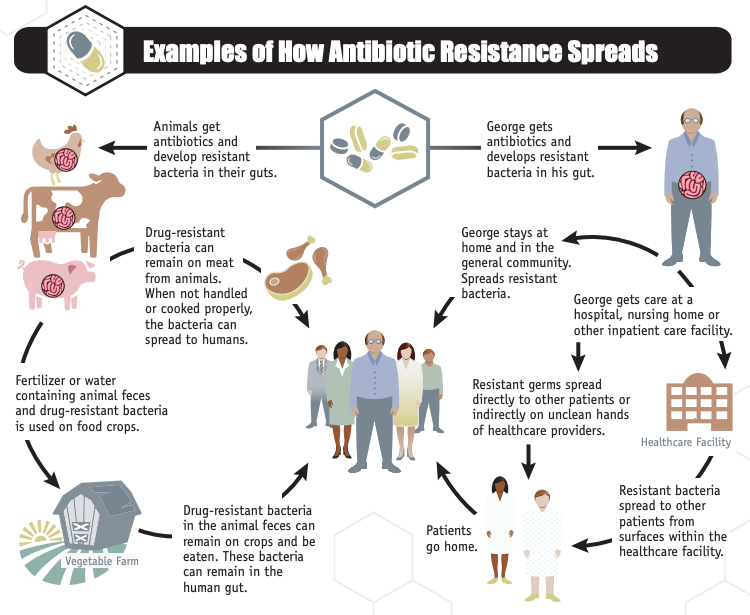 Examples of How Antibiotic Resistance Spreads
Animals get
antibiotics and
develop resistant
bacteria in their guts.
George gets
antibiotics and
develops resistant
bacteria in his gut.
Drug-resistant
bacteria can
remain on meat
from animals.
When not handled
or cooked properly,
the bacteria can
spread to humans.
George stays at
home and in the
general community.
Spreads resistant
bacteria.
George gets care at a
hospital, nursing home or
other inpatient care facility.
Fertilizer or water
containing animal feces
and drug-resistant bacteria
is used on food crops.
Resistant germs spread
directly to other patients or
indirectly on unclean hands
of healthcare providers.
Healthcare Facility
Drug-resistant bacteria
in the animal feces can
remain on crops and be
eaten. These bacteria
can remain in the
human gut.
Vegetable Farm
Patients
go home.
Resistant bacteria
spread to other
patients from
surfaces within the
healthcare facility.